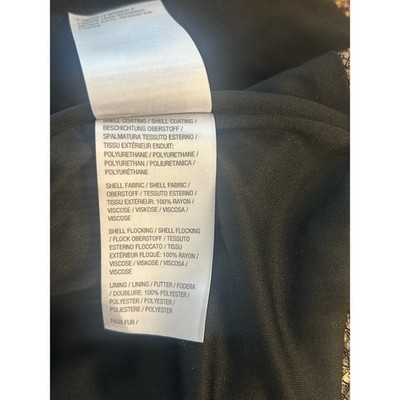 SHELL COATING / SHELL COATING /
BESCHICHTUNG OBERSTOFF /
SPALMATURA TESSUTO ESTERNO /
TISSU EXTÉRIEUR ENDUIT:
POLYURETHANE / POLYURETHANE /
POLYURETHAN / POLIURETANICA /
POLYURÉTHANE
SHELL FABRIC / SHELL FABRIC /
OBERSTOFF / TESSUTO ESTERNO /
TISSU EXTÉRIEUR: 100% RAYON /
VISCOSE / VISKOSE / VISCOSA /
VISCOSE
SHELL FLOCKING / SHELL FLOCKING
/ FLOCK OBERSTOFF / TESSUTO
ESTERNO FLOCCATO / TISSU
EXTÉRIEUR FLOQUÉ: 100% RAYON /
VISCOSE / VISKOSE / VISCOSA /
VISCOSE
LINING / LINING / FUTTER / FODERA
/ DOUBLURE: 100% POLYESTER /
POLYESTER / POLYESTER /
POLIESTERE / POLYESTER
FAUX FUR /